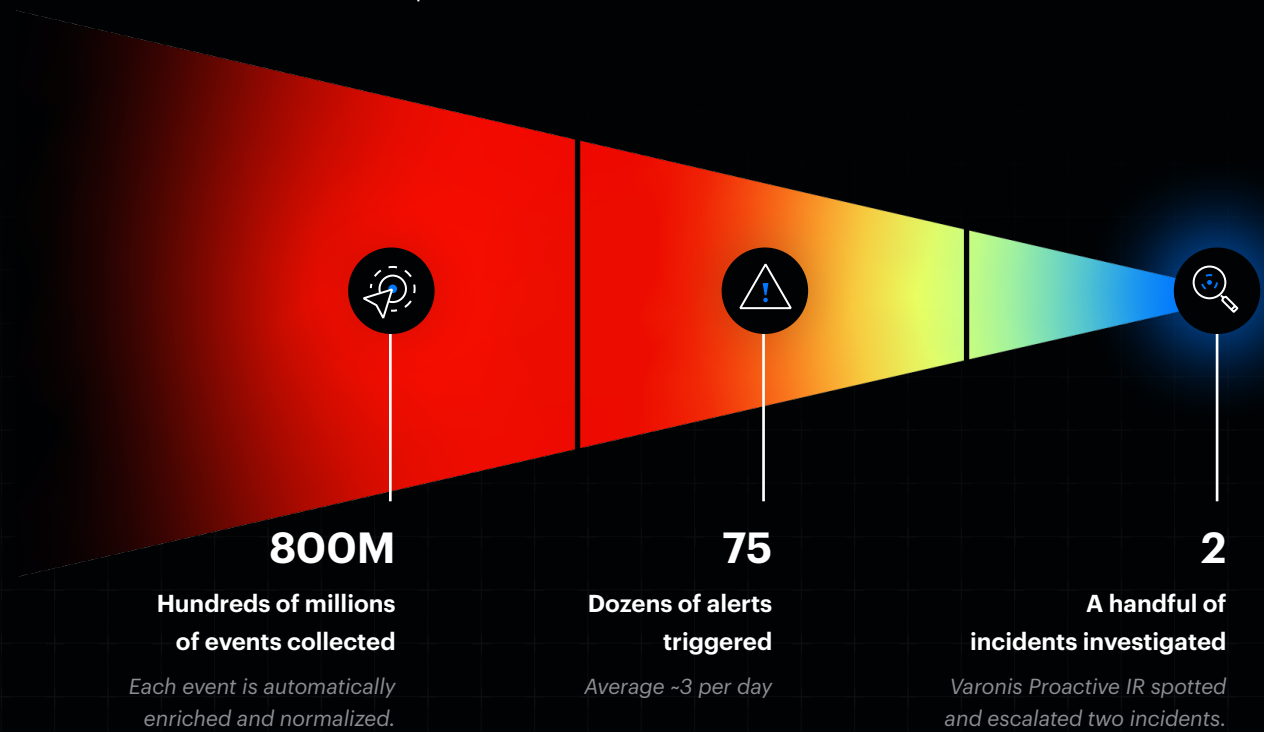 800M
Hundreds of millions
of events collected
Each event is automatically
enriched and normalized.
75
Dozens of alerts
triggered
Average ~3 per day
2
A handful of
incidents investigated
Varonis Proactive IR spotted
and escalated two incidents.